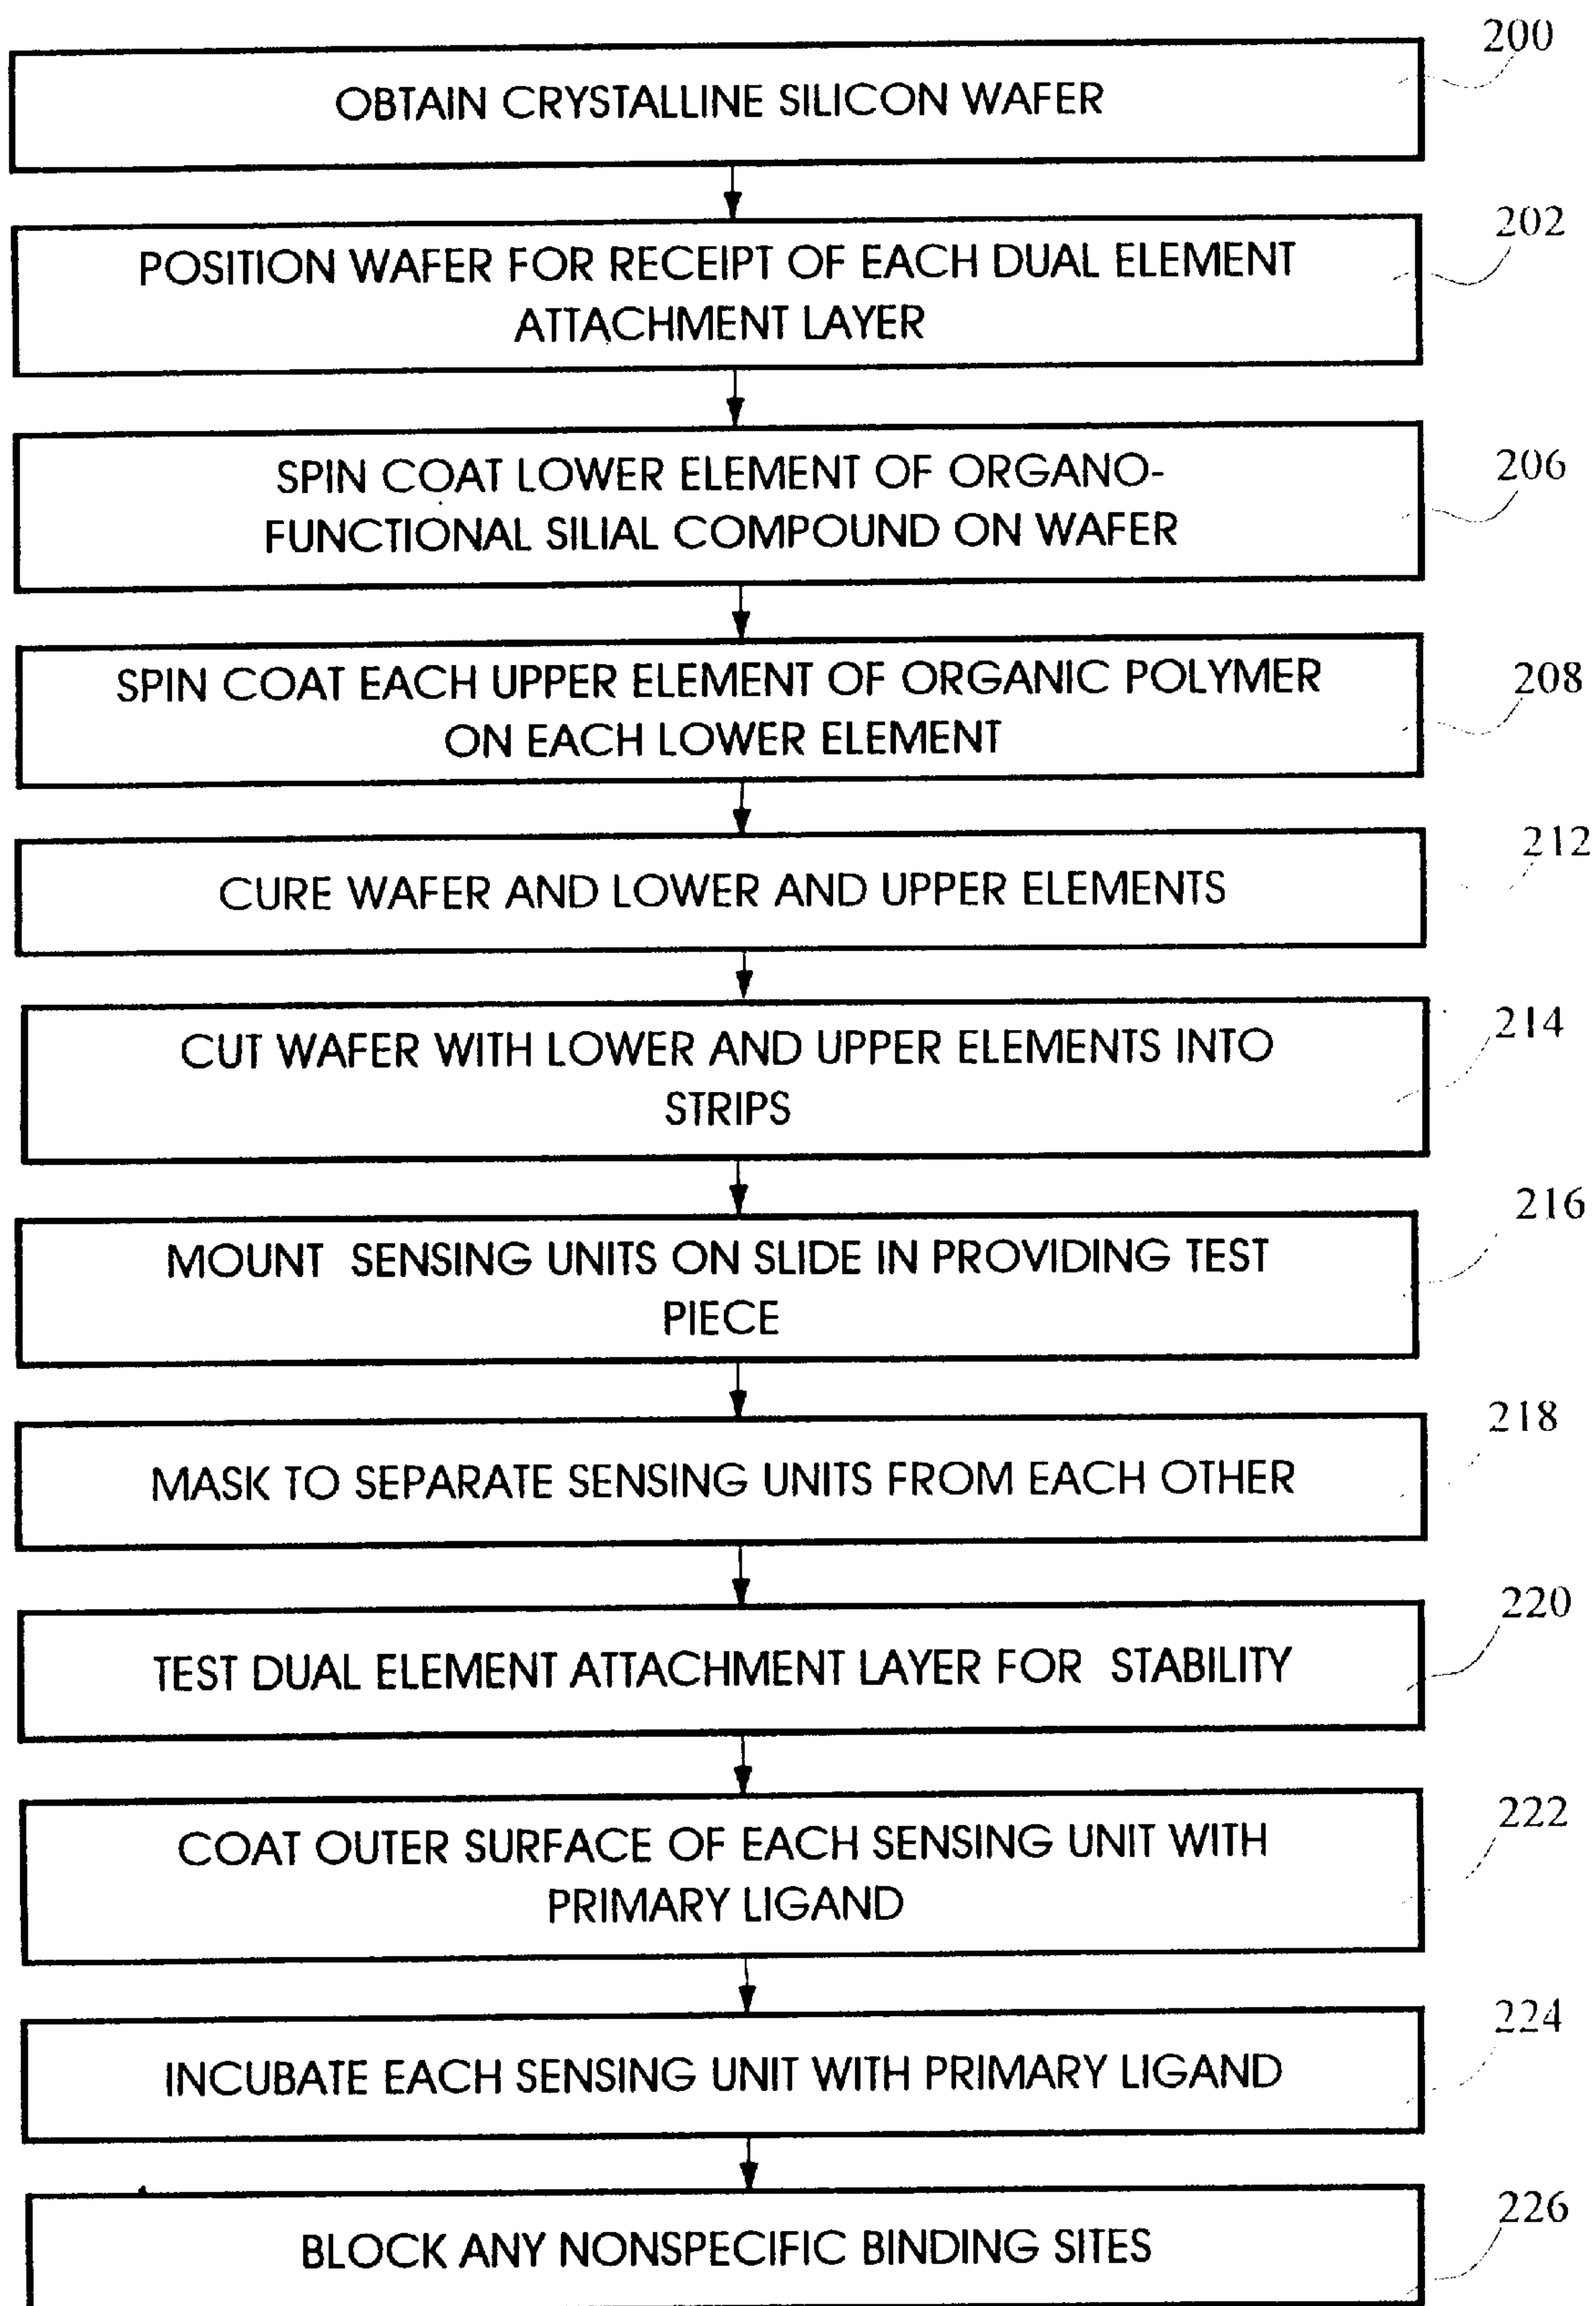 200
OBTAIN CRYSTALLINE SILICON WAFER
202
POSITION WAFER FOR RECEIPT OF EACH DUAL ELEMENT
ATTACHMENT LAYER
206
SPIN COAT LOWER ELEMENT OF ORGANO-
FUNCTIONAL SILIAL COMPOUND ON WAFER
208
SPIN COAT EACH UPPER ELEMENT OF ORGANIC POLYMER
ON EACH LOWER ELEMENT
212
CURE WAFER AND LOWER AND UPPER ELEMENTS
214
CUT WAFER WITH LOWER AND UPPER ELEMENTS INTO
STRIPS
216
MOUNT SENSING UNITS ON SLIDE IN PROVIDING TEST
PIECE
218
MASK TO SEPARATE SENSING UNITS FROM EACH OTHER
220
TEST DUAL ELEMENT ATTACHMENT LAYER FOR STABILITY
222
COAT OUTER SURFACE OF EACH SENSING UNIT WITH
PRIMARY LIGAND
224
INCUBATE EACH SENSING UNIT WITH PRIMARY LIGAND
226
BLOCK ANY NONSPECIFIC BINDING SITES